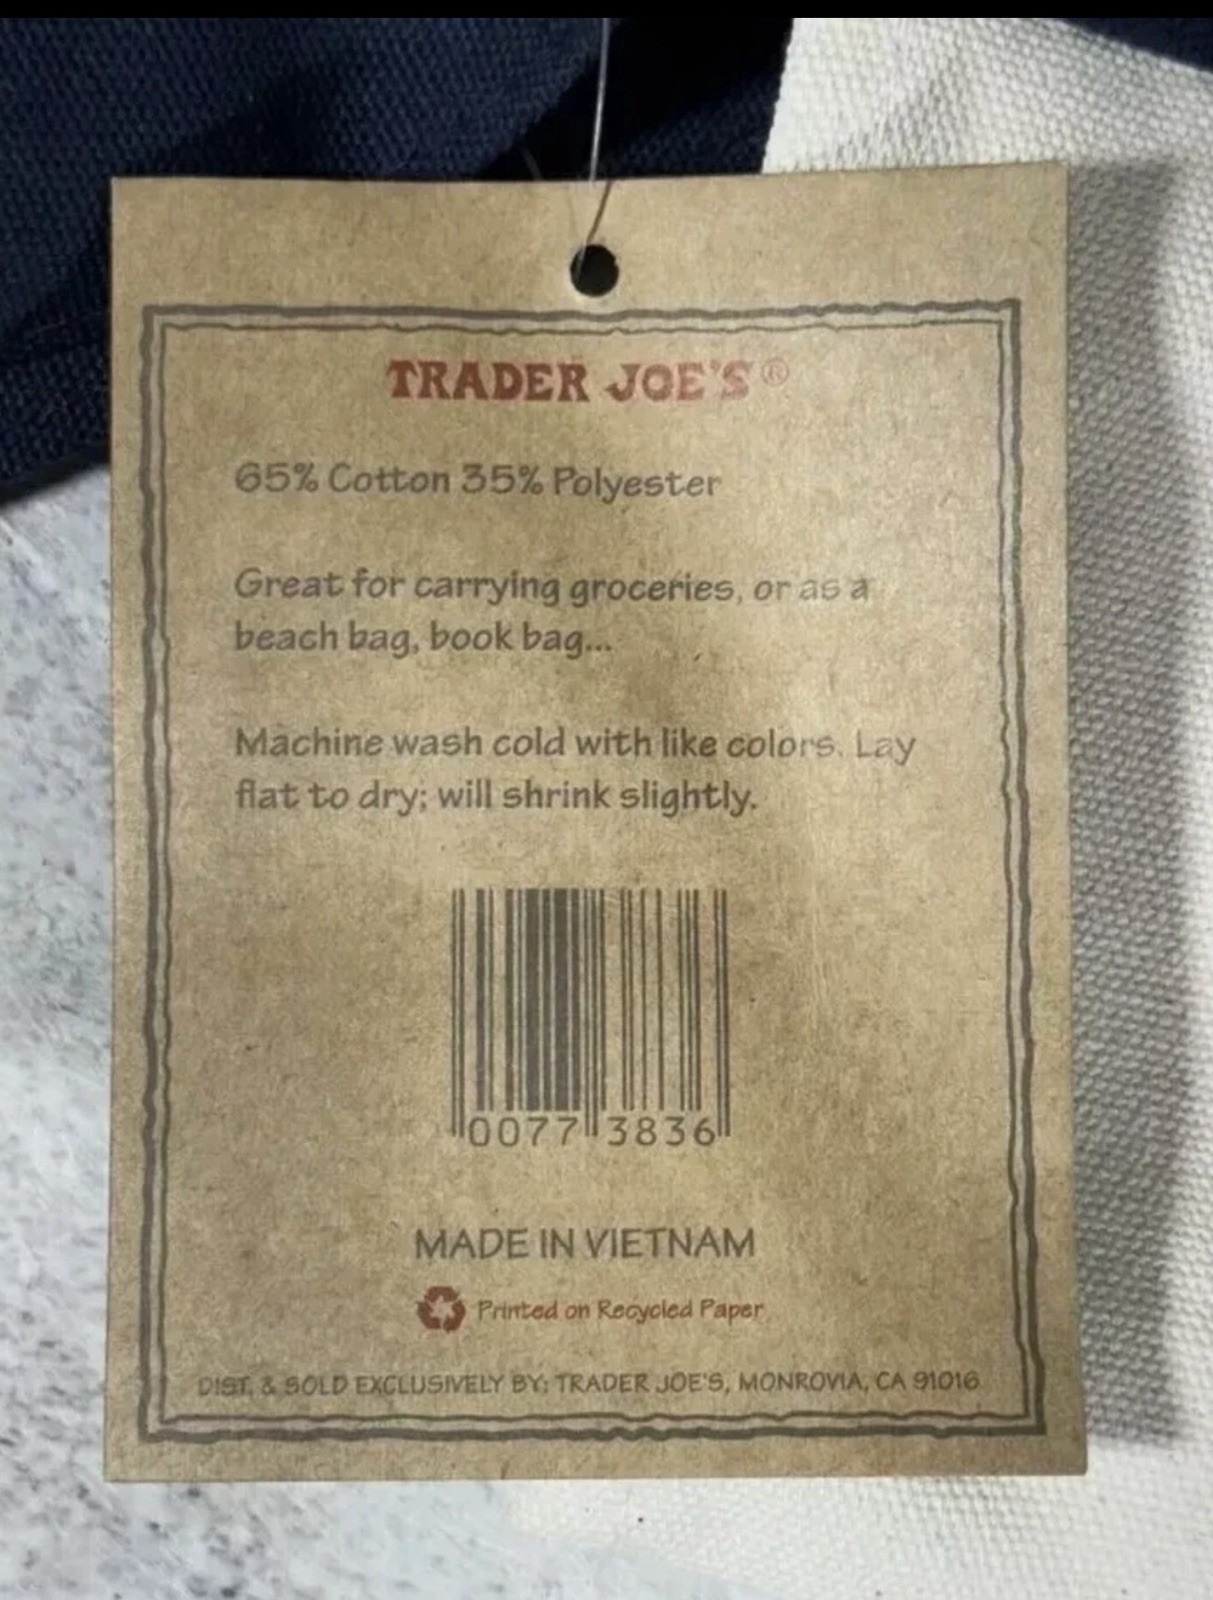 TRADER JOE'S®
65% Cotton 35% Polyester
Great for carrying groceries, or as a
beach bag, book bag...
Machine wash cold with like colors. Lay
flat to dry; will shrink slightly.
0077 3836
MADE IN VIETNAM
Printed on Recycled Paper
DIST. & SOLD EXCLUSIVELY BY: TRADER JOE'S, MONROVIA, CA 91016